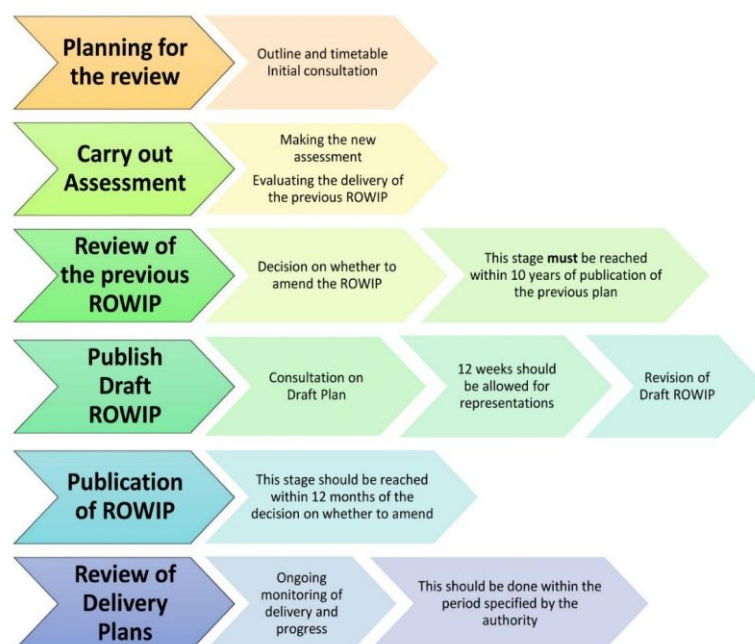 Planning for
the review
Outline and timetable
Initial consultation
Carry out
Assessment
Making the new
assessment
Evaluating the delivery of
the previous ROWIP
Review of
the previous
ROWIP
Decision on whether to
amend the ROWIP
This stage must be reached
within 10 years of publication of
the previous plan
Publish
Draft
ROWIP
Consultation on
Draft Plan
12 weeks should
be allowed for
representations
Revision of
Draft ROWIP
Publication
of ROWIP
This stage should be reached
within 12 months of the
decision on whether to amend
Review of
Delivery
Plans
Ongoing
monitoring of
delivery and
progress
This should be done within the
period specified by the
authority